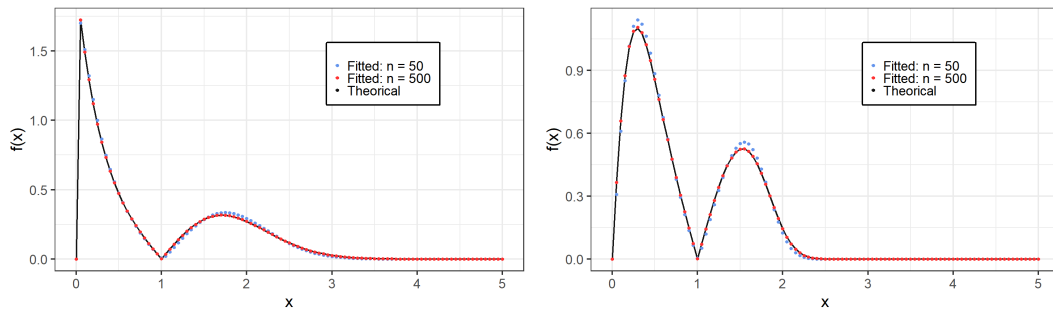 1.5
1.0
0.5
0.0
f(x)
Fitted: n = 50
Fitted: n = 500
Theorical
0 1 2 3 4 5
x
0.9
0.6
0.3
0.0
f(x)
Fitted: n = 50
Fitted: n = 500
Theorical
0 1 2 3 4 5
x